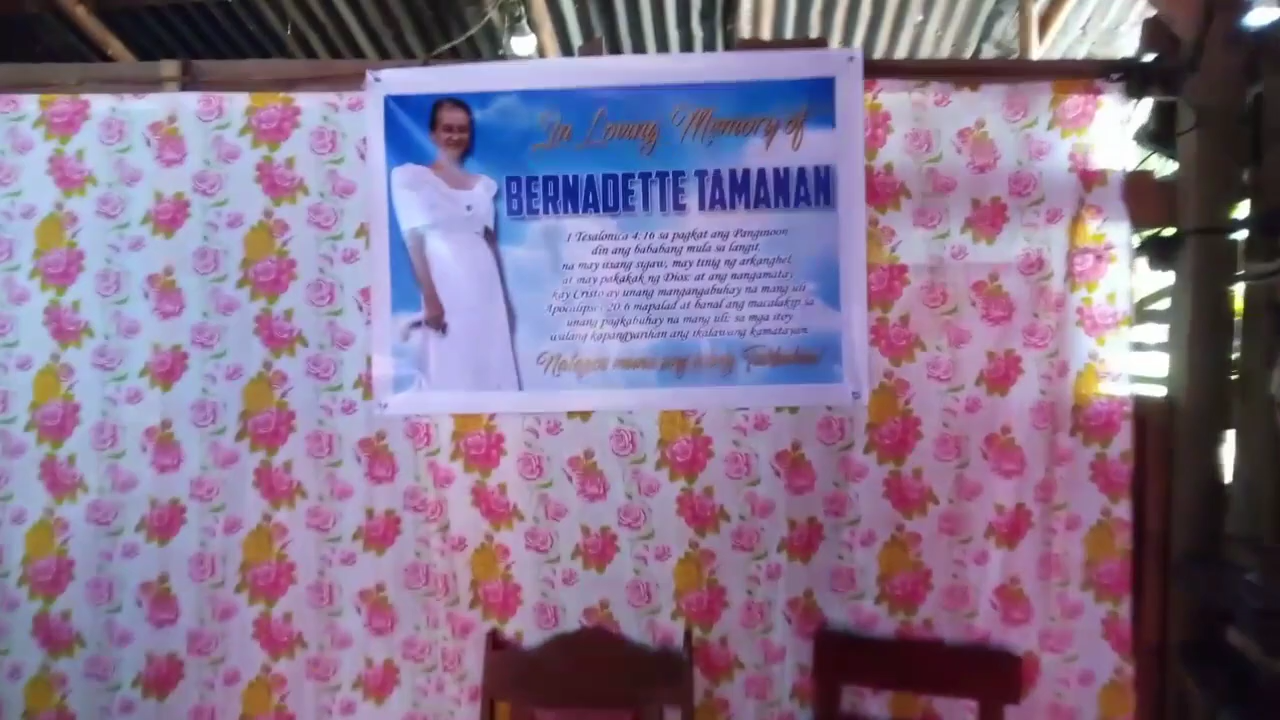 In Loving Memory of
BERNADETTE TAMANAN
1 Tesalonica 4:16 sa pagkat ang Panginoon
din ang bababang mula sa langit,
na may isang sigaw, may tinig ng arkanghel,
at may pakakak ng Dios: at ang nangamatay
kay Cristo ay unang mangangabuhay na mang uli
Apocalipsis 20:6 mapalad at banal ang macalakip sa
unang pagkabuhay na mang uli: sa mga itoy
walang kapangyarihan ang ikalawang kamatayan.